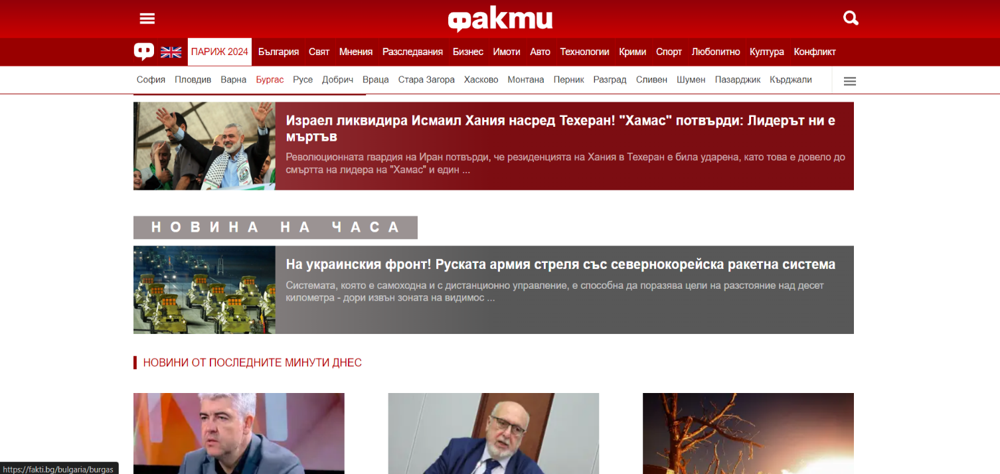 Факти
ПАРИЖ 2024 България Свят Мнения Разследвания Бизнес Имоти Авто Технологии Крими Спорт Любопитно Култура Конфликт
София Пловдив Варна Бургас Русе Добрич Враца Стара Загора Хасково Монтана Перник Разград Сливен Шумен Пазарджик Кърджали
Израел ликвидира Исмаил Хания насред Техеран! "Хамас" потвърди: Лидерът ни е
мъртъв
Революционната гвардия на Иран потвърди, че резиденцията на Хания в Техеран е била ударена, като това е довело до
смъртта на лидера на "Хамас" и един ...
НОВИНА НА ЧАСА
На украинския фронт! Руската армия стреля със севернокорейска ракетна система
Системата, която е самоходна и с дистанционно управление, е способна да поразява цели на разстояние над десет
километра - дори извън зоната на видимос ...
НОВИНИ ОТ ПОСЛЕДНИТЕ МИНУТИ ДНЕС
https://fakti.bg/bulgaria/burgas